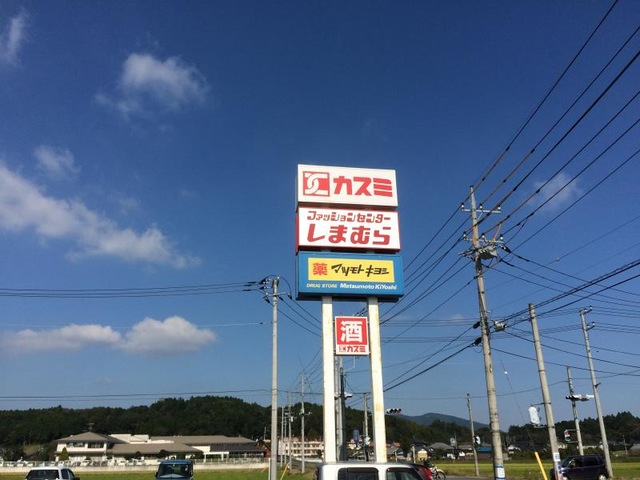 カスミ
ファッションセンター
しまむら
薬 マツモトキヨシ
DRUG STORE Matsumoto KiYoshi
酒
カスミ